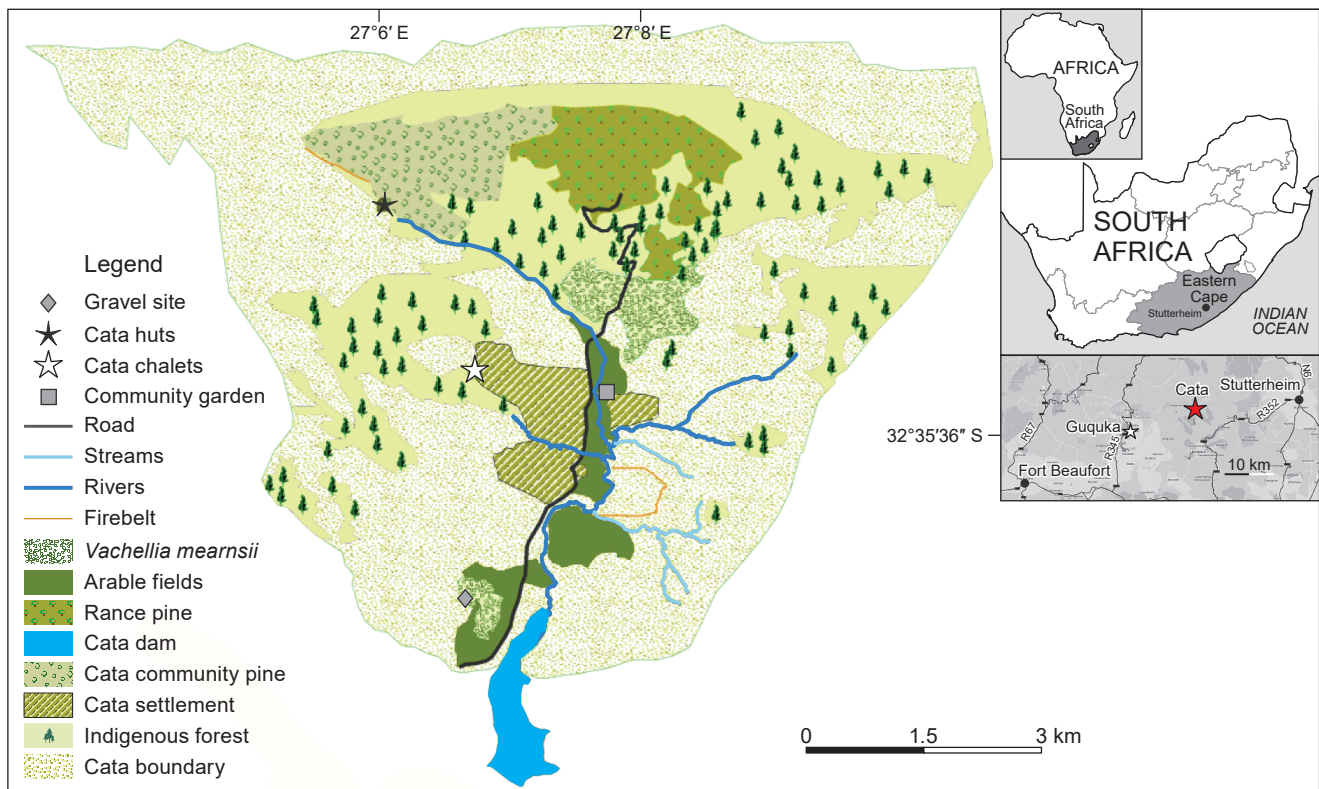 27°6′ E
27°8′ E
32°35′36″ S
Legend
Gravel site
Cata huts
Cata chalets
Community garden
Road
Streams
Rivers
Firebelt
Vachellia mearnsii
Arable fields
Rance pine
Cata dam
Cata community pine
Cata settlement
Indigenous forest
Cata boundary
0 1.5 3 km
AFRICA
South
Africa
SOUTH
AFRICA
Eastern
Cape
Stutterheim
INDIAN
OCEAN
Cata
Stutterheim
N6
R352
R67
Guquka
R345
Fort Beaufort
10 km